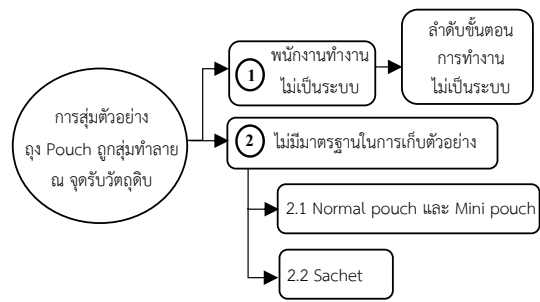 การสุ่มตัวอย่าง
ถุง Pouch ถูกสุ่มทำลาย
ณ จุดรับวัตถุดิบ
1
พนักงานทำงาน
ไม่เป็นระบบ
ลำดับขั้นตอน
การทำงาน
ไม่เป็นระบบ
2
ไม่มีมาตรฐานในการเก็บตัวอย่าง
2.1 Normal pouch และ Mini pouch
2.2 Sachet